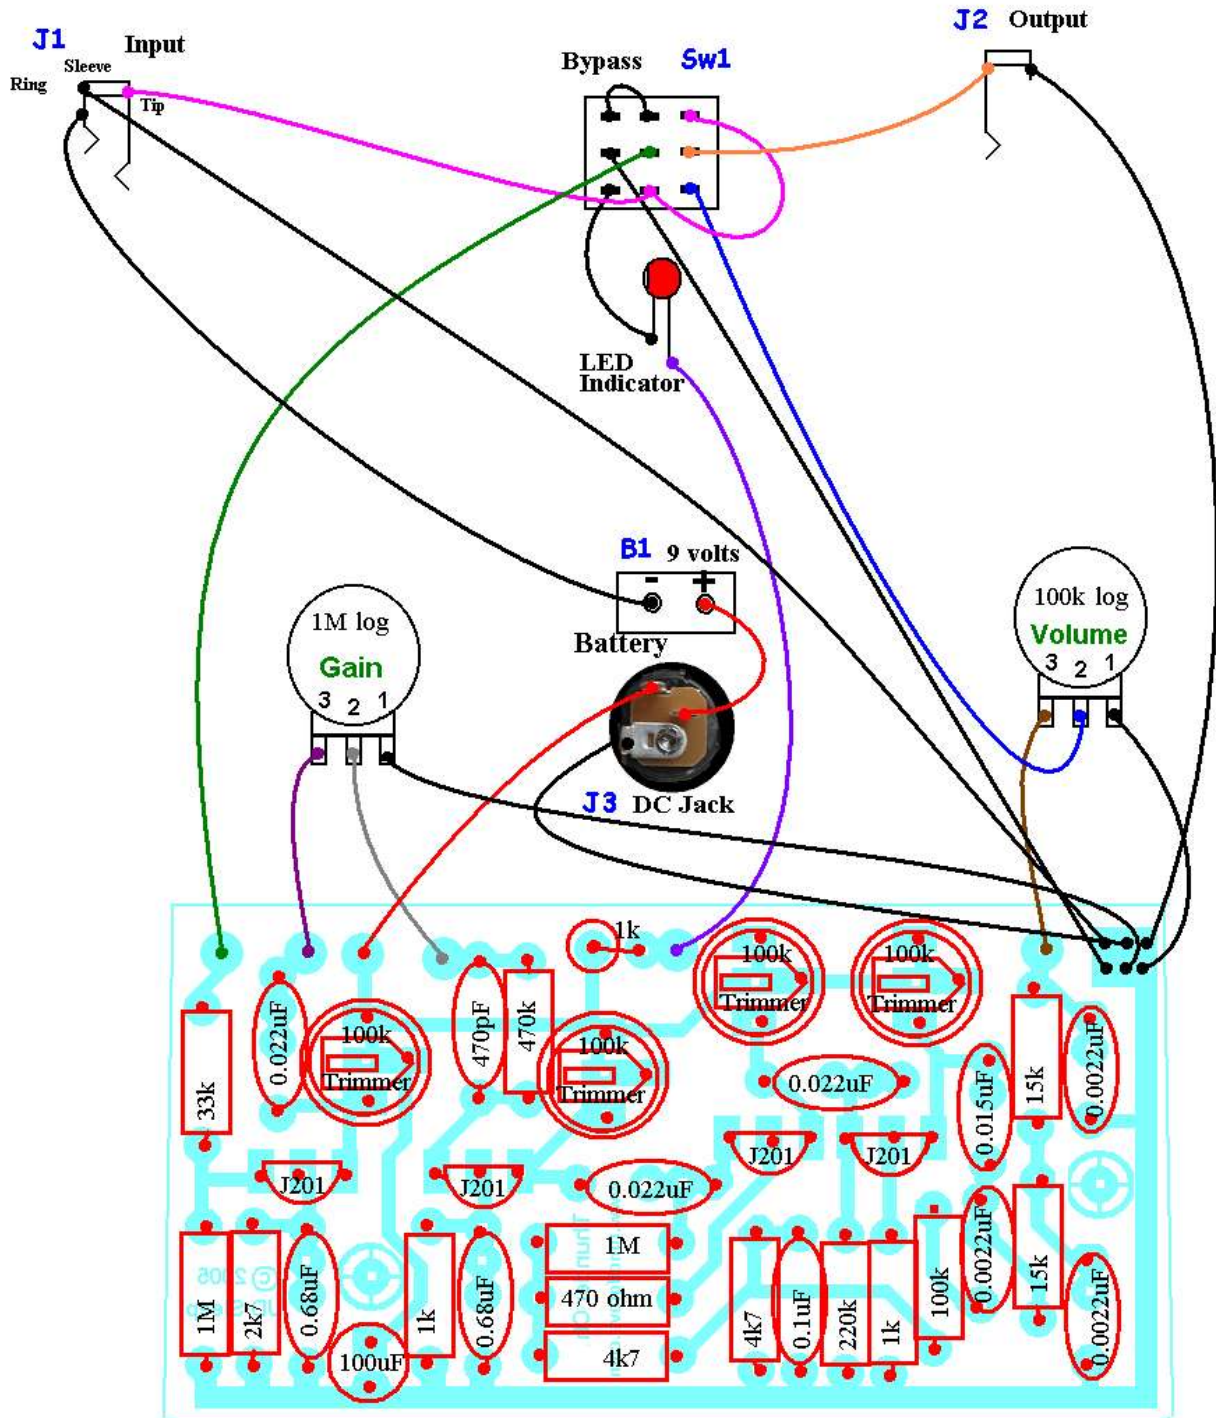 J1
Input
Sleeve
Ring
Tip
Bypass
Sw1
J2
Output
LED
Indicator
B1
9 volts
-
+
Battery
1M log
Gain
3 2 1
100k log
Volume
3 2 1
J3
DC Jack
1k
100k
Trimmer
100k
Trimmer
33k
0.022uF
100k
Trimmer
470pF
470k
100k
Trimmer
0.022uF
0.015uF
15k
0.0022uF
J201
J201
0.022uF
J201
J201
1M
2k7
0.68uF
100uF
1k
0.68uF
1M
470 ohm
4k7
4k7
0.1uF
220k
1k
100k
0.0022uF
15k
0.0022uF
© 2005